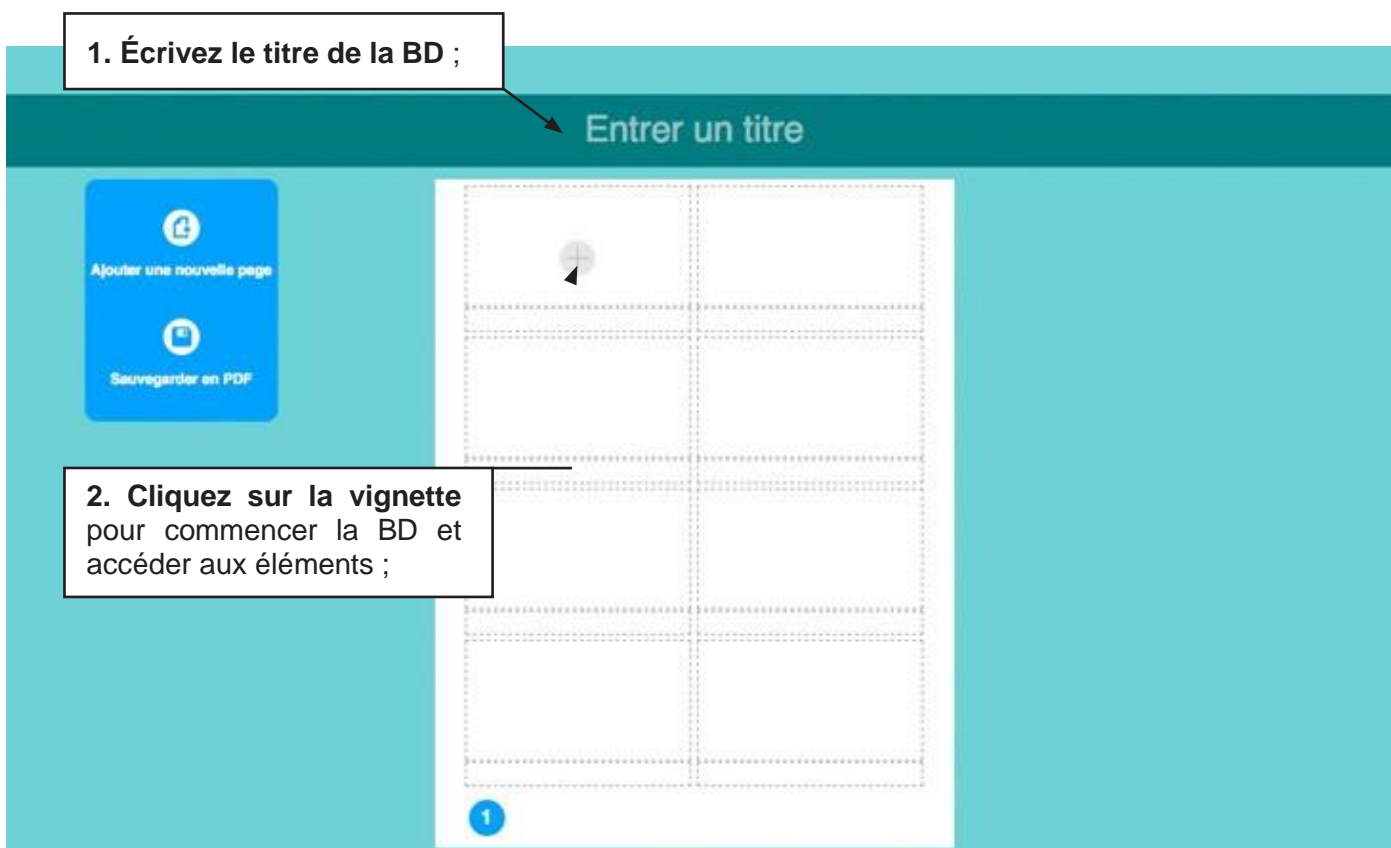 1. Écrivez le titre de la BD ;
Entrer un titre
Ajouter une nouvelle page
Sauvegarder en PDF
2. Cliquez sur la vignette
pour commencer la BD et
accéder aux éléments ;
1